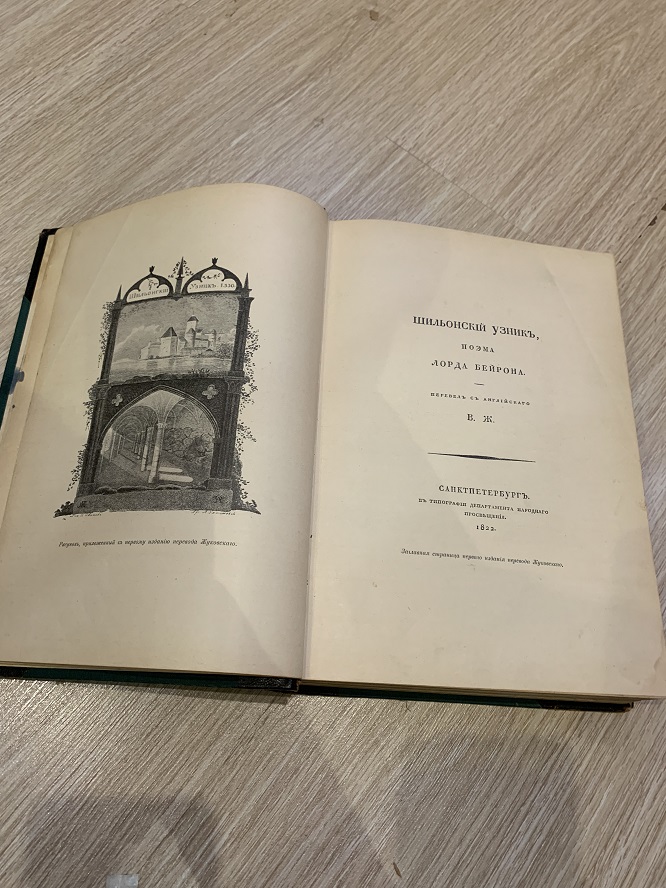 Шильонскій
Узникъ 1330.
Рисунокъ, приложенный къ первому изданію перевода Жуковскаго.
ШИЛЬОНСКІЙ УЗНИКЪ,
ПОЭМА
ЛОРДА БЕЙРОНА.
ПЕРЕВЕЛЪ СЪ АНГЛІЙСКАГО
В. Ж.
САНКТПЕТЕРБУРГЪ.
ВЪ ТИПОГРАФІИ ДЕПАРТАМЕНТА НАРОДНАГО
ПРОСВѢЩЕНІЯ.
1822.
Заглавная страница перваго изданія перевода Жуковскаго.